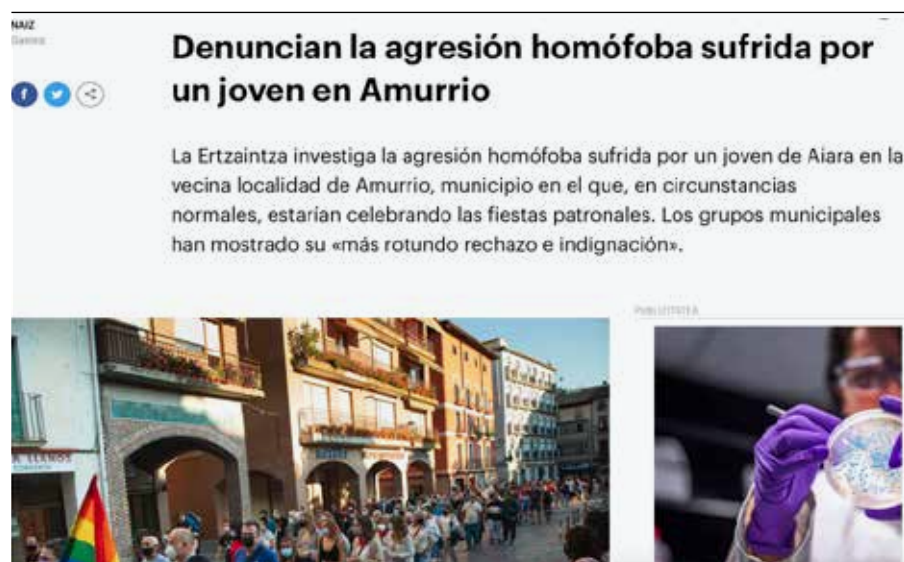 NAIZ
Denuncian la agresión homófoba sufrida por
un joven en Amurrio
La Ertzaintza investiga la agresión homófoba sufrida por un joven de Aiara en la
vecina localidad de Amurrio, municipio en el que, en circunstancias
normales, estarían celebrando las fiestas patronales. Los grupos municipales
han mostrado su «más rotundo rechazo e indignación».
PUBLIZITATEA